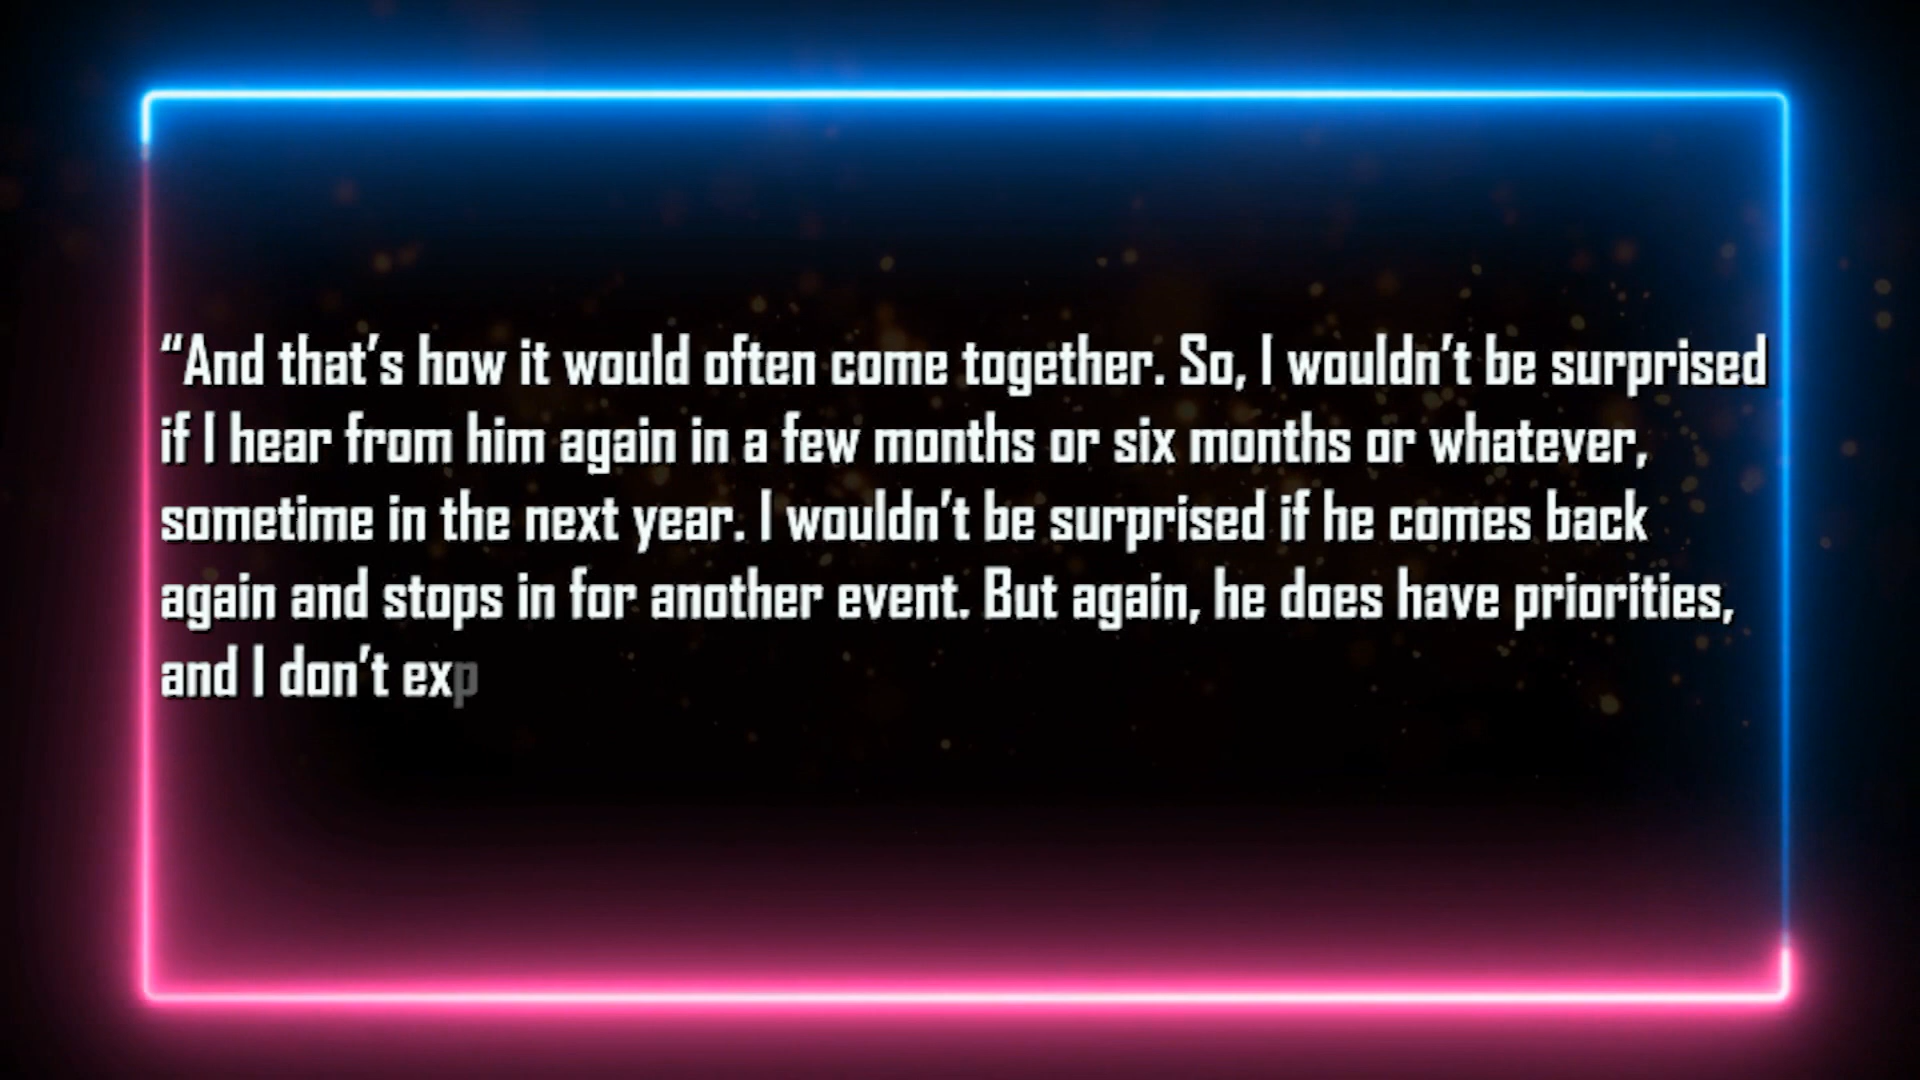 “And that’s how it would often come together. So, I wouldn’t be surprised
if I hear from him again in a few months or six months or whatever,
sometime in the next year. I wouldn’t be surprised if he comes back
again and stops in for another event. But again, he does have priorities,
and I don’t exp